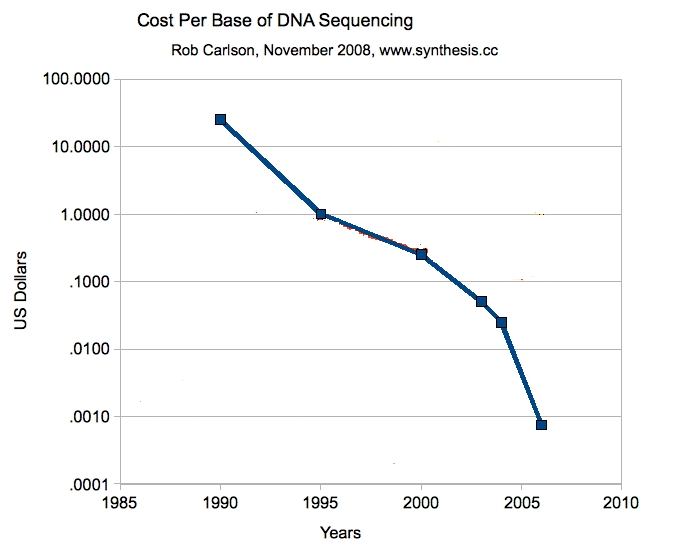 Cost Per Base of DNA Sequencing
Rob Carlson, November 2008, www.synthesis.cc
100.0000
10.0000
1.0000
.1000
.0100
.0010
.0001
US Dollars
1985 1990 1995 2000 2005 2010
Years